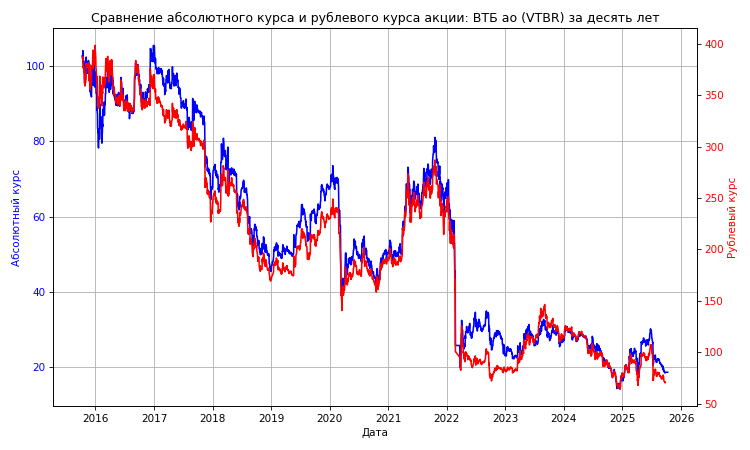 Сравнение абсолютного курса и рублевого курса акции: ВТБ ао (VTBR) за десять лет
Абсолютный курс
100
80
60
40
20
400
350
300
250
200
150
100
50
Рублевый курс
2016 2017 2018 2019 2020 2021 2022 2023 2024 2025 2026
Дата